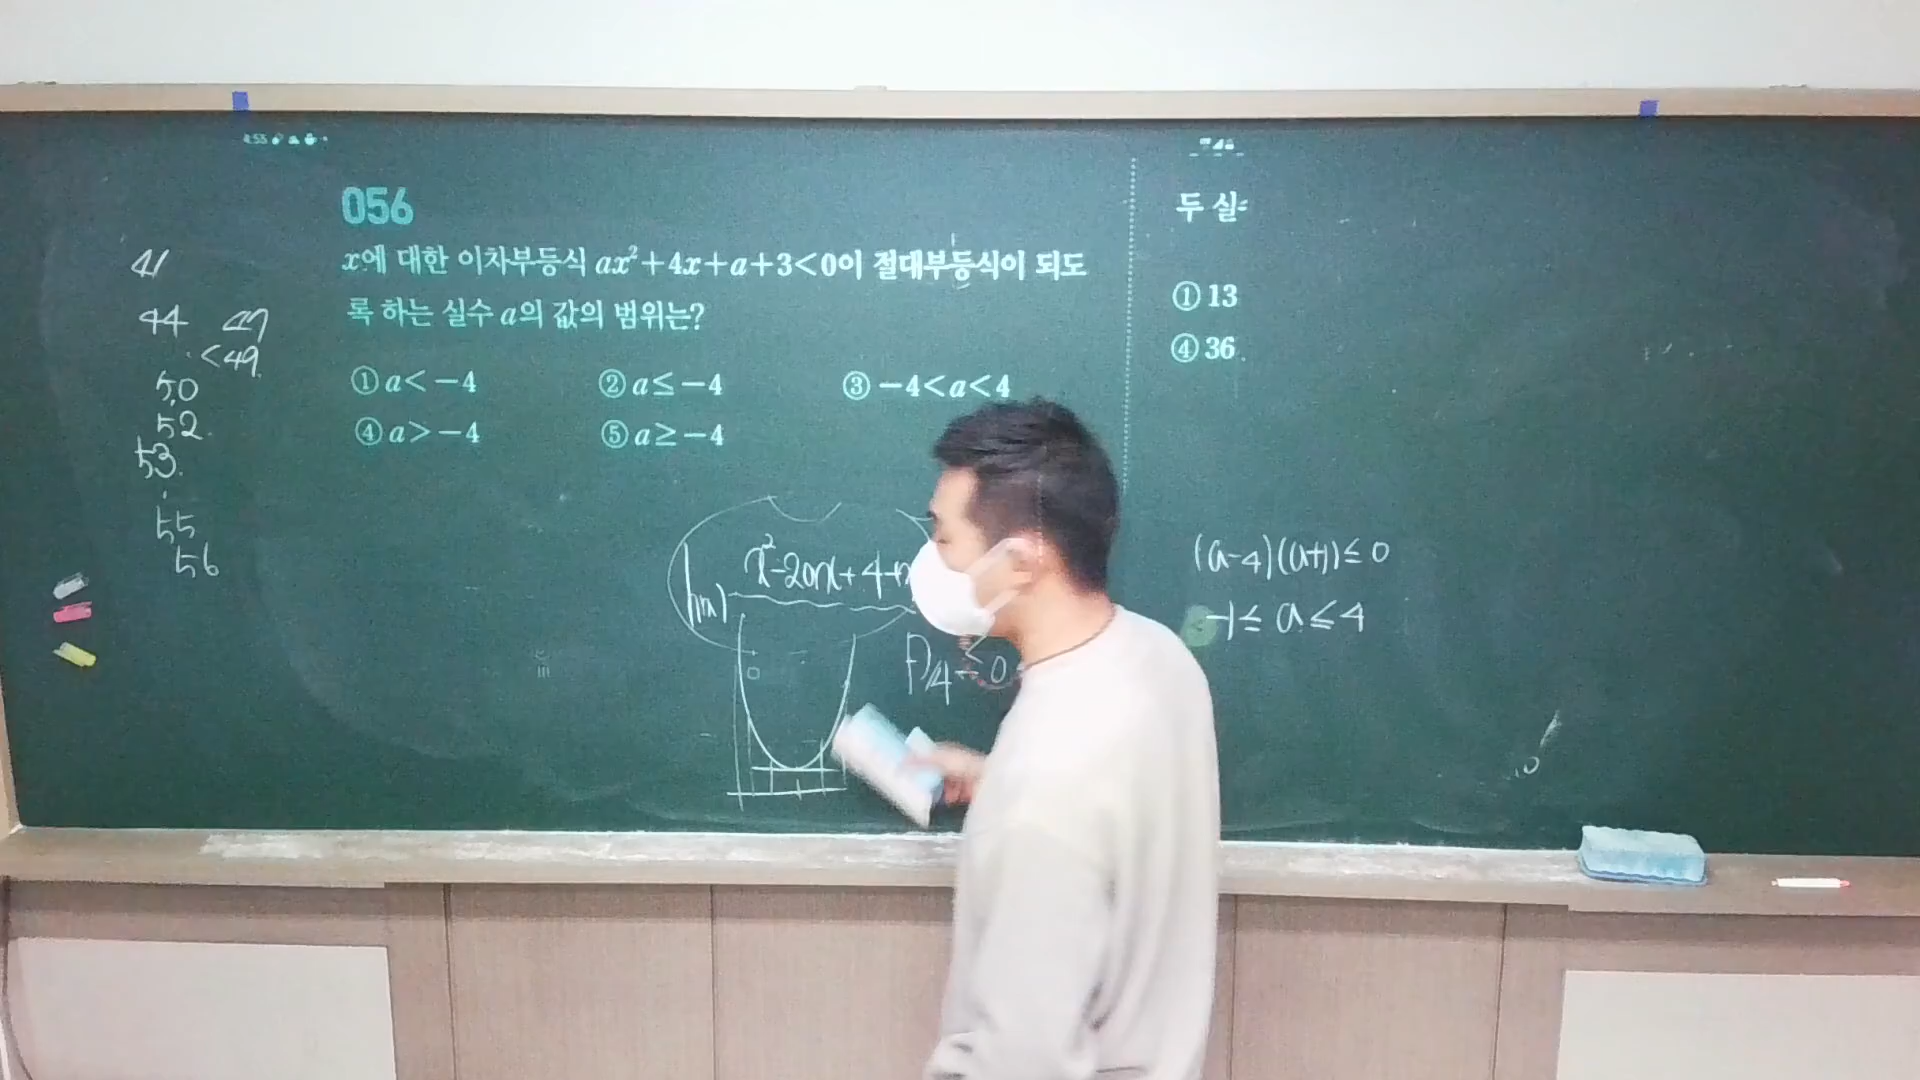 056
x에 대한 이차부등식 ax²+4x+a+3<0이 절대부등식이 되도
록 하는 실수 a의 값의 범위는?
① a<-4 ② a≤-4 ③ -4<a<4
④ a>-4 ⑤ a≥-4
두 실
① 13
④ 36
41
44 47
<49
50
52
53
55
56
h(x) x²-2ax+4
D/4≤0
(a-4)(a+1)≤0
-1≤a≤4